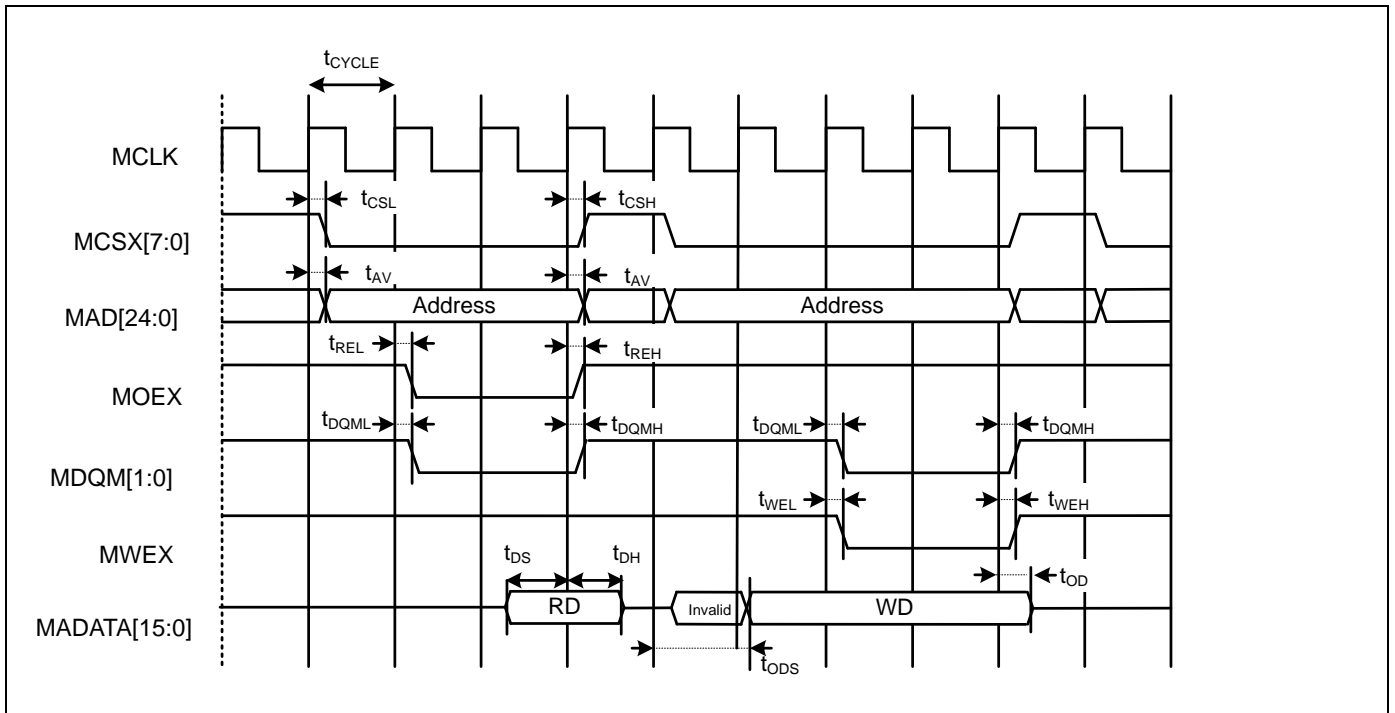 tCYCLE
MCLK
tCSL tCSH
MCSX[7:0]
tAV tAV
Address Address
MAD[24:0]
tREL tREH
MOEX
tDQML tDQMH tDQML tDQMH
MDQM[1:0]
tWEL tWEH
MWEX
tDS tDH tOD
RD Invalid WD
MADATA[15:0]
tODS